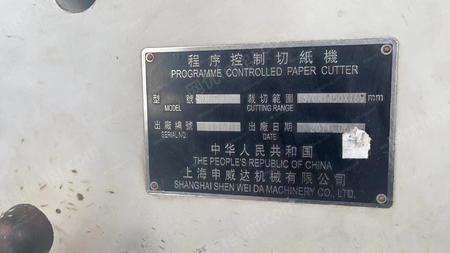 程序控制切紙機
PROGRAMME CONTROLLED PAPER CUTTER
型號 裁切範圍 mm
MODEL CUTTING RANGE
出廠編號 出廠日期
SERIAL NO. DATE
中华人民共和国
THE PEOPLE'S REPUBLIC OF CHINA
上海申威达机械有限公司
SHANGHAI SHEN WEI DA MACHINERY CO., LTD.